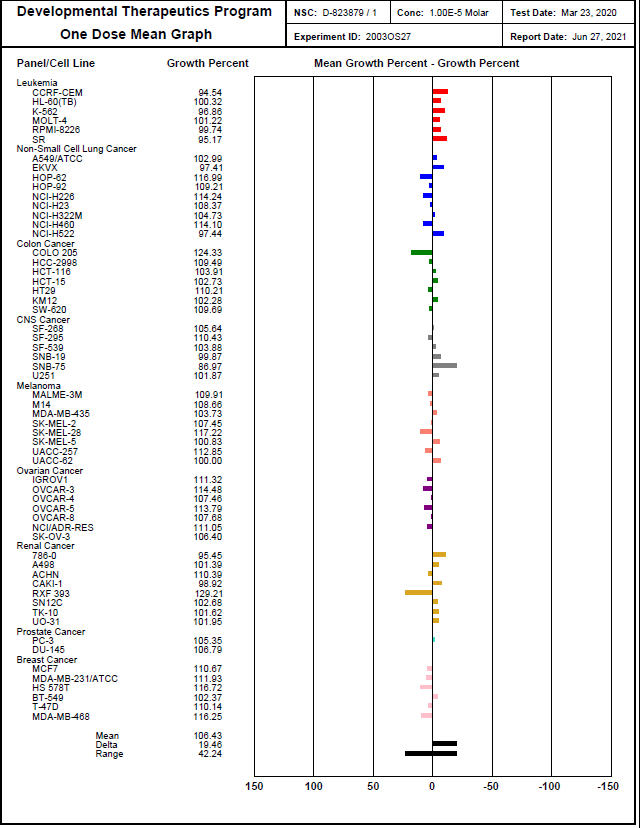 Developmental Therapeutics Program
One Dose Mean Graph
NSC: D-823879 / 1
Conc: 1.00E-5 Molar
Test Date: Mar 23, 2020
Experiment ID: 2003OS27
Report Date: Jun 27, 2021
Panel/Cell Line Growth Percent Mean Growth Percent - Growth Percent
Leukemia
CCRF-CEM 94.54
HL-60(TB) 100.32
K-562 96.86
MOLT-4 101.22
RPMI-8226 99.74
SR 95.17
Non-Small Cell Lung Cancer
A549/ATCC 102.99
EKVX 97.41
HOP-62 116.99
HOP-92 109.21
NCI-H226 114.24
NCI-H23 108.37
NCI-H322M 104.73
NCI-H460 114.10
NCI-H522 97.44
Colon Cancer
COLO 205 124.33
HCC-2998 109.49
HCT-116 103.91
HCT-15 102.73
HT29 110.21
KM12 102.28
SW-620 109.69
CNS Cancer
SF-268 105.64
SF-295 110.43
SF-539 103.88
SNB-19 99.87
SNB-75 86.97
U251 101.87
Melanoma
MALME-3M 109.91
M14 108.66
MDA-MB-435 103.73
SK-MEL-2 107.45
SK-MEL-28 117.22
SK-MEL-5 100.83
UACC-257 112.85
UACC-62 100.00
Ovarian Cancer
IGROV1 111.32
OVCAR-3 114.48
OVCAR-4 107.46
OVCAR-5 113.79
OVCAR-8 107.68
NCI/ADR-RES 111.05
SK-OV-3 106.40
Renal Cancer
786-0 95.45
A498 101.39
ACHN 110.39
CAKI-1 98.92
RXF 393 129.21
SN12C 102.68
TK-10 101.62
UO-31 101.95
Prostate Cancer
PC-3 105.35
DU-145 106.79
Breast Cancer
MCF7 110.67
MDA-MB-231/ATCC 111.93
HS 578T 116.72
BT-549 102.37
T-47D 110.14
MDA-MB-468 116.25
Mean 106.43
Delta 19.46
Range 42.24
150 100 50 0 -50 -100 -150